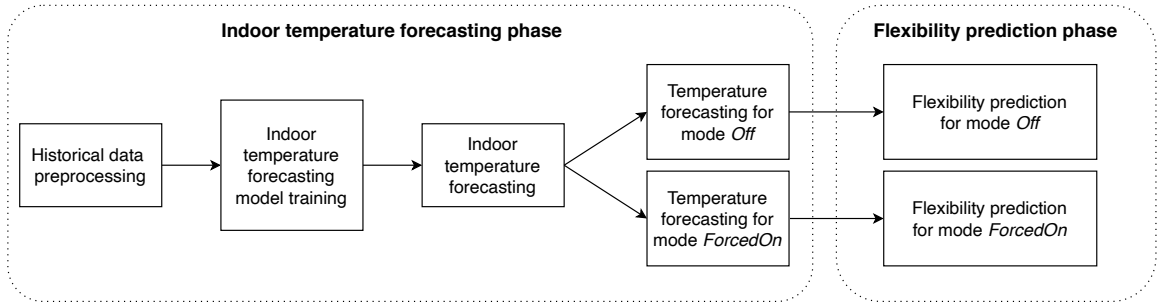 Indoor temperature forecasting phase
Flexibility prediction phase
Historical data
preprocessing
Indoor
temperature
forecasting
model training
Indoor
temperature
forecasting
Temperature
forecasting for
mode Off
Temperature
forecasting for
mode ForcedOn
Flexibility prediction
for mode Off
Flexibility prediction
for mode ForcedOn